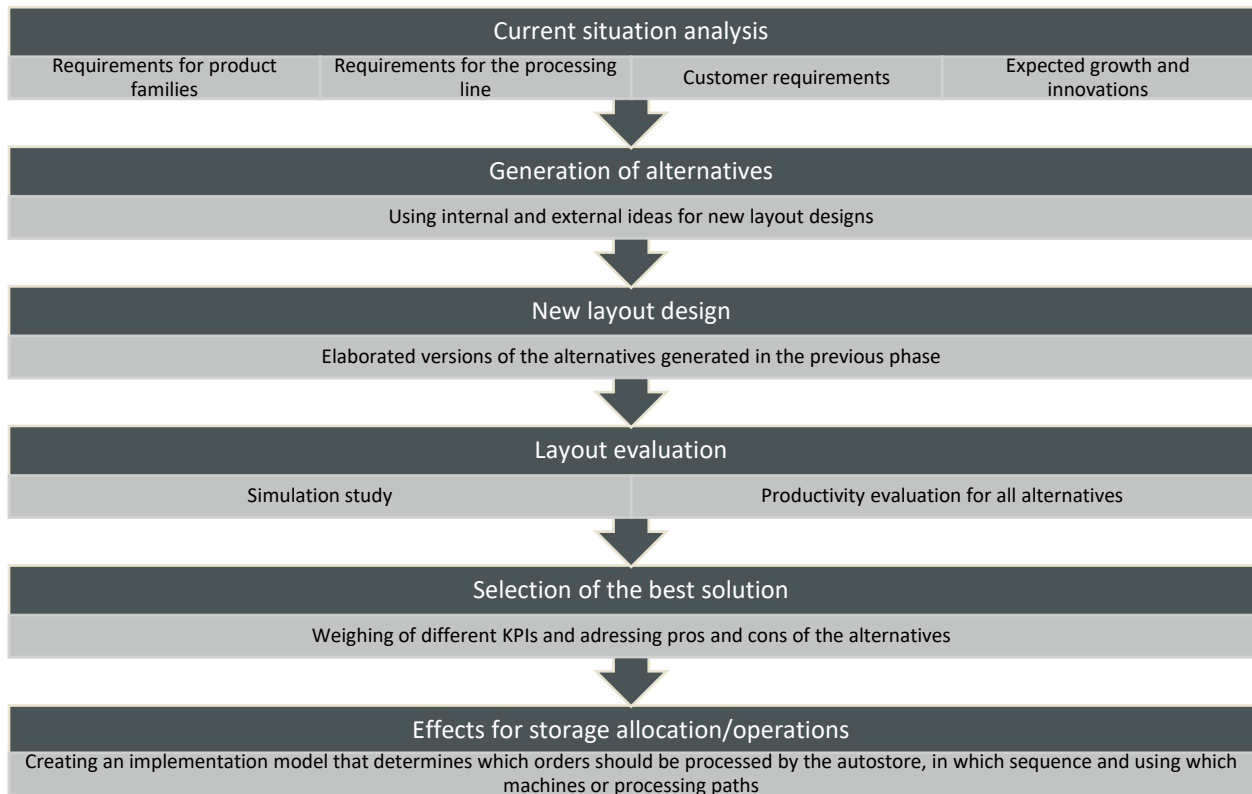 Current situation analysis
Requirements for product
families
Requirements for the processing
line
Customer requirements
Expected growth and
innovations
Generation of alternatives
Using internal and external ideas for new layout designs
New layout design
Elaborated versions of the alternatives generated in the previous phase
Layout evaluation
Simulation study
Productivity evaluation for all alternatives
Selection of the best solution
Weighing of different KPIs and adressing pros and cons of the alternatives
Effects for storage allocation/operations
Creating an implementation model that determines which orders should be processed by the autostore, in which sequence and using which
machines or processing paths